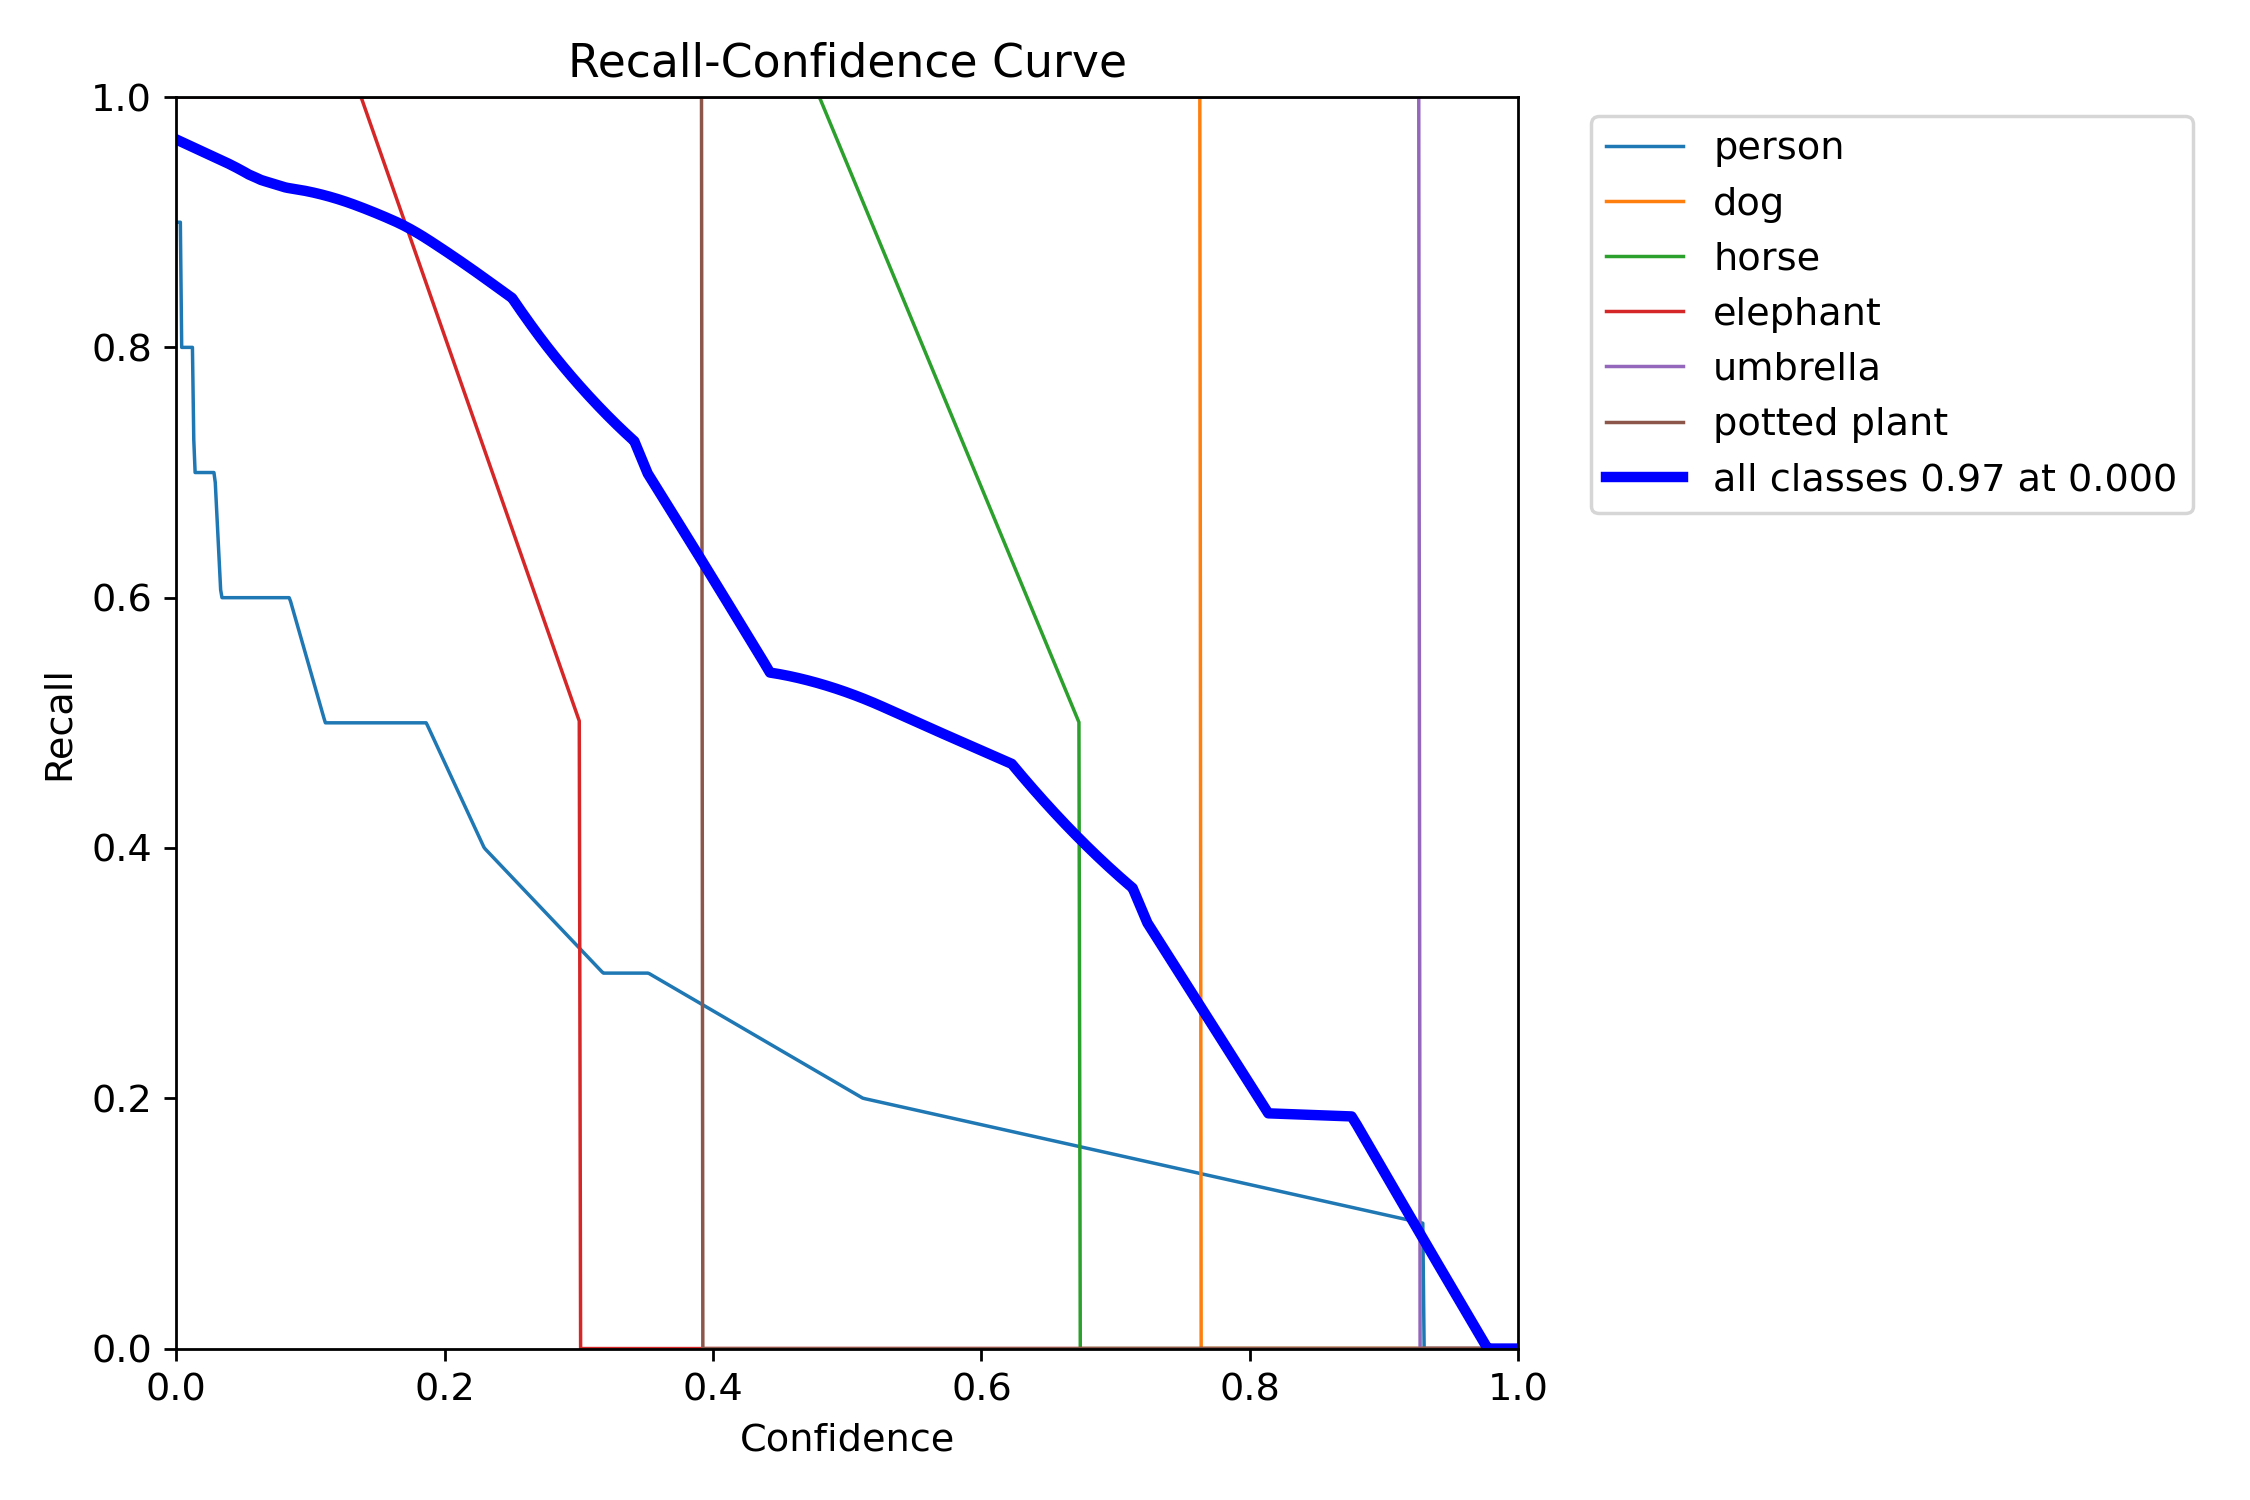 Recall-Confidence Curve
1.0
0.8
0.6
0.4
0.2
0.0
Recall
0.0 0.2 0.4 0.6 0.8 1.0
Confidence
person
dog
horse
elephant
umbrella
potted plant
all classes 0.97 at 0.000